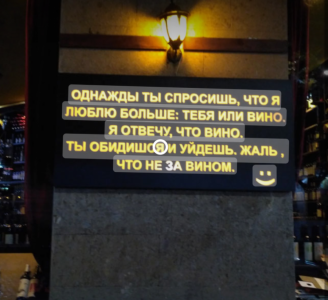 ОДНАЖДЫ ТЫ СПРОСИШЬ, ЧТО Я
ЛЮБЛЮ БОЛЬШЕ: ТЕБЯ ИЛИ ВИНО.
Я ОТВЕЧУ, ЧТО ВИНО.
ТЫ ОБИДИШСЯ И УЙДЕШЬ. ЖАЛЬ ,
ЧТО НЕ ЗА ВИНОМ.